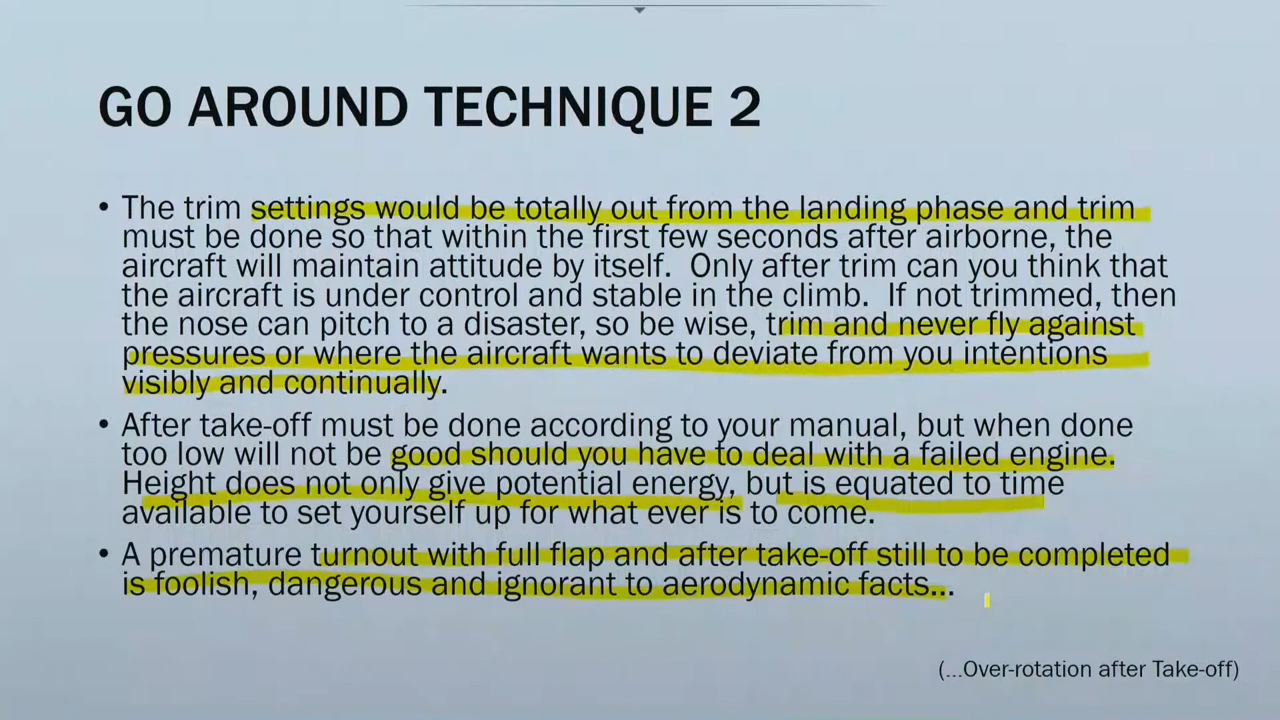 GO AROUND TECHNIQUE 2
• The trim settings would be totally out from the landing phase and trim
must be done so that within the first few seconds after airborne, the
aircraft will maintain attitude by itself.  Only after trim can you think that
the aircraft is under control and stable in the climb.  If not trimmed, then
the nose can pitch to a disaster, so be wise, trim and never fly against
pressures or where the aircraft wants to deviate from you intentions
visibly and continually.
• After take-off must be done according to your manual, but when done
too low will not be good should you have to deal with a failed engine.
Height does not only give potential energy, but is equated to time
available to set yourself up for what ever is to come.
• A premature turnout with full flap and after take-off still to be completed
is foolish, dangerous and ignorant to aerodynamic facts...
(...Over-rotation after Take-off)